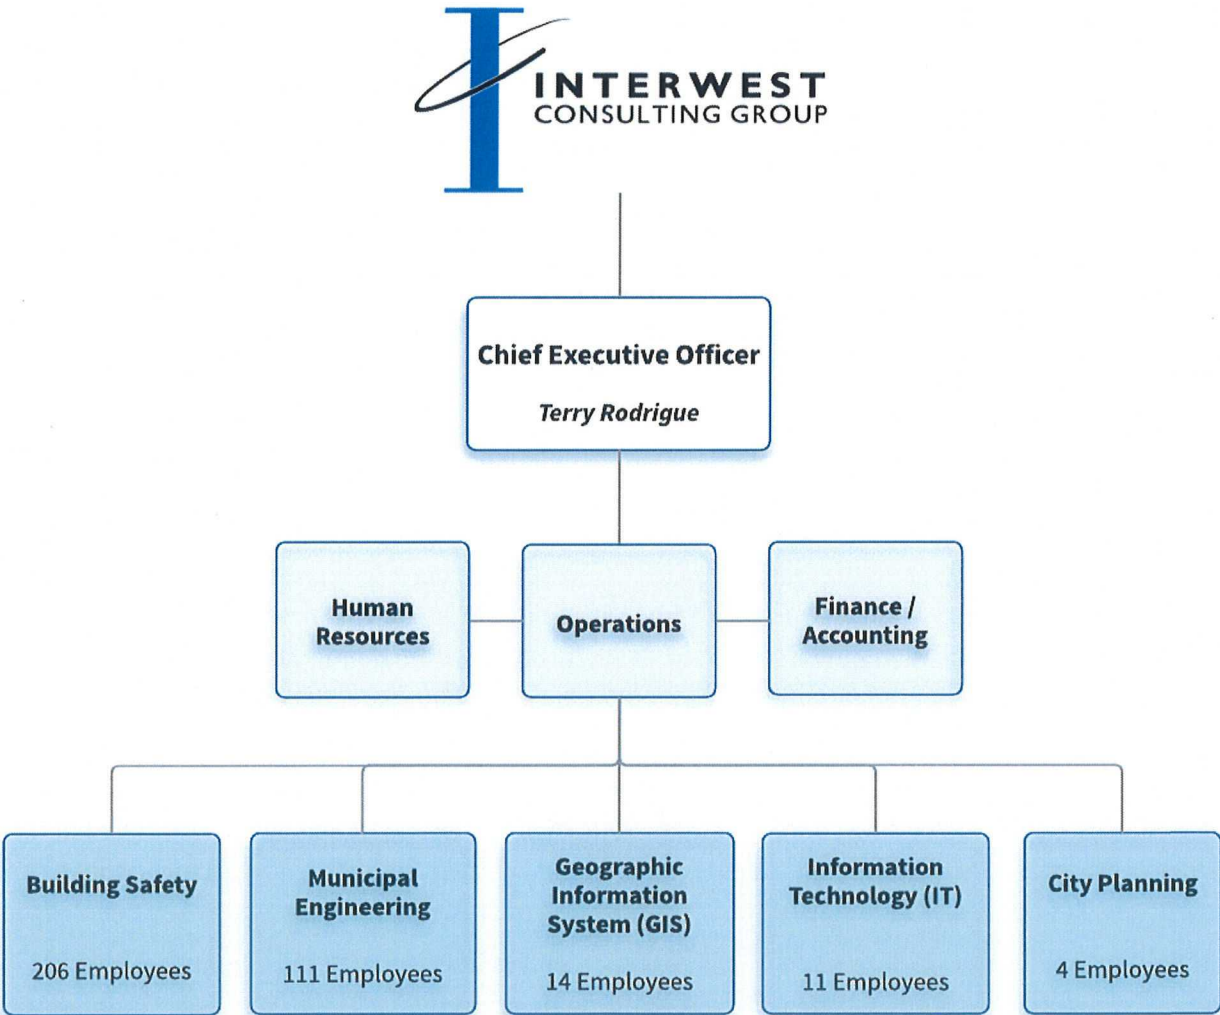 INTERWEST
CONSULTING GROUP
Chief Executive Officer
Terry Rodrigue
Human
Resources
Operations
Finance /
Accounting
Building Safety
206 Employees
Municipal
Engineering
111 Employees
Geographic
Information
System (GIS)
14 Employees
Information
Technology (IT)
11 Employees
City Planning
4 Employees